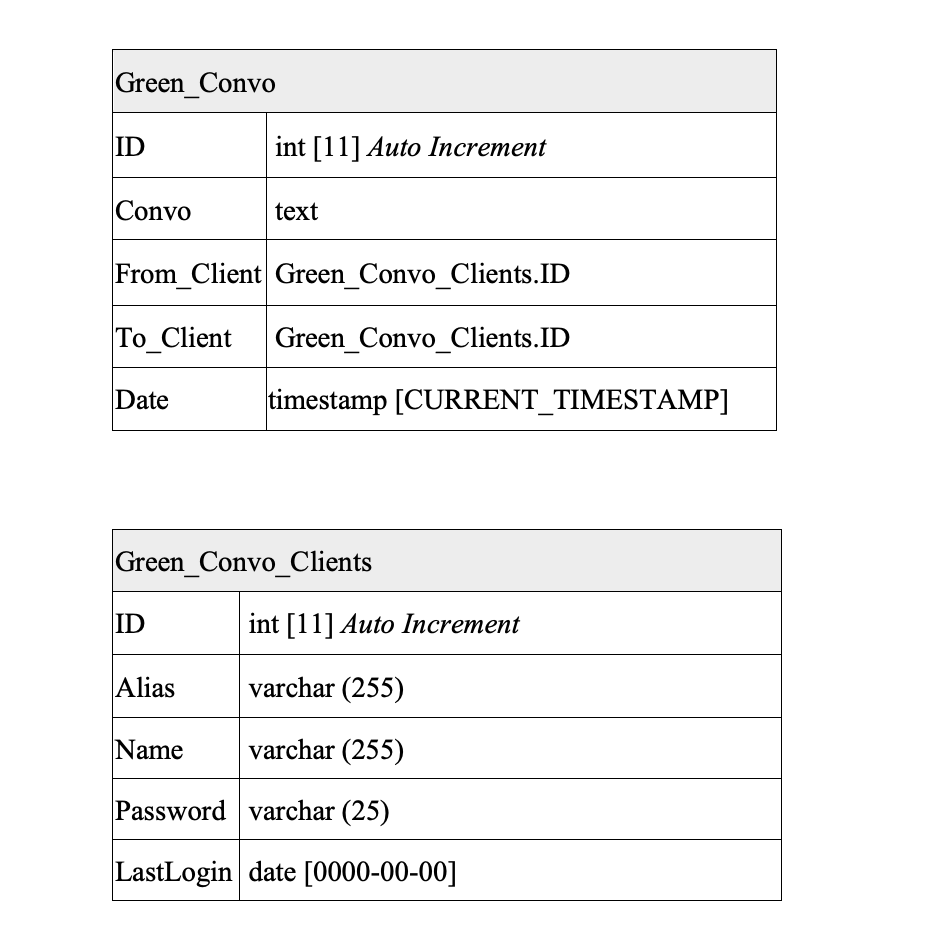 Green_Convo
ID int [11] Auto Increment
Convo text
From_Client Green_Convo_Clients.ID
To_Client Green_Convo_Clients.ID
Date timestamp [CURRENT_TIMESTAMP]
Green_Convo_Clients
ID int [11] Auto Increment
Alias varchar (255)
Name varchar (255)
Password varchar (25)
LastLogin date [0000-00-00]